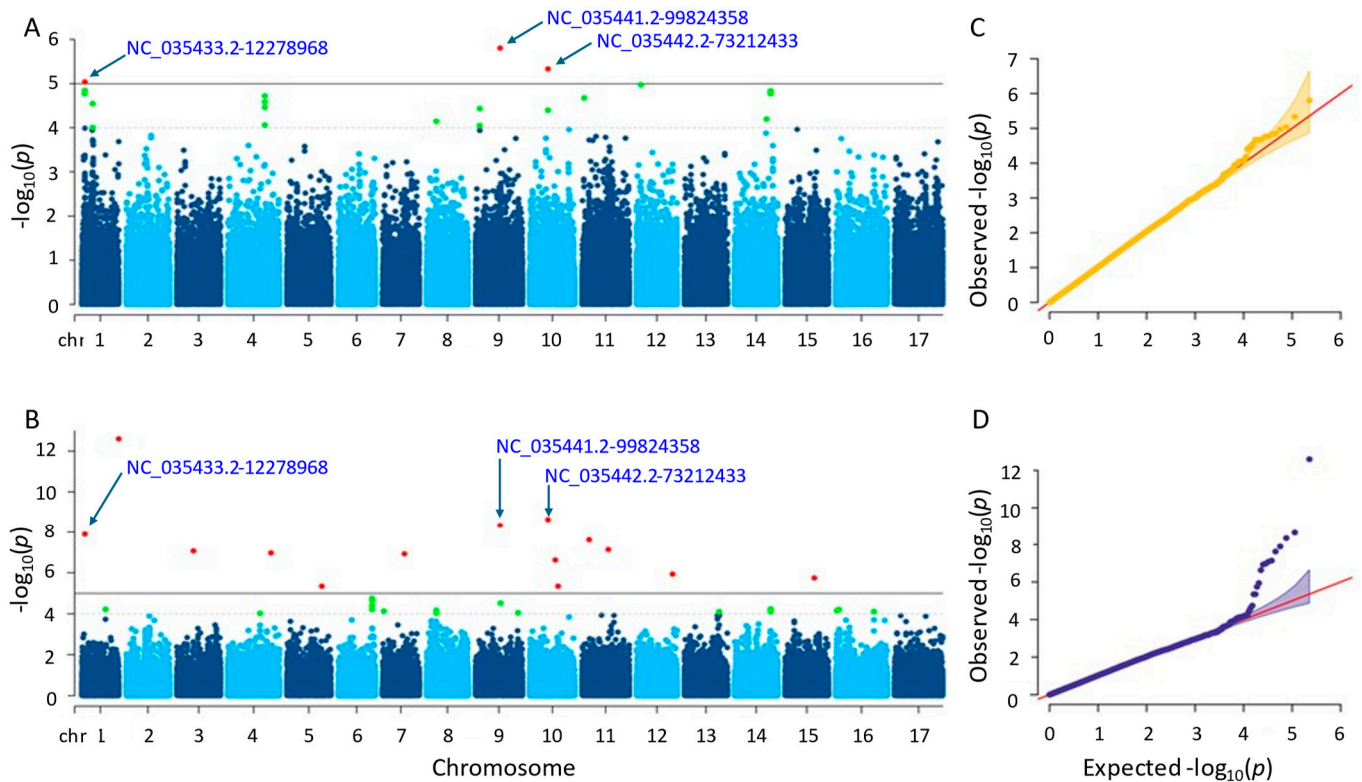 A
NC_035433.2-12278968
NC_035441.2-99824358
NC_035442.2-73212433
-log10(p)
6
5
4
3
2
1
0
chr 1 2 3 4 5 6 7 8 9 10 11 12 13 14 15 16 17
C
Observed -log10(p)
7
6
5
4
3
2
1
0
0 1 2 3 4 5 6
B
NC_035433.2-12278968
NC_035441.2-99824358
NC_035442.2-73212433
-log10(p)
12
10
8
6
4
2
0
chr 1 2 3 4 5 6 7 8 9 10 11 12 13 14 15 16 17
Chromosome
D
Observed -log10(p)
12
10
8
6
4
2
0
0 1 2 3 4 5 6
Expected -log10(p)